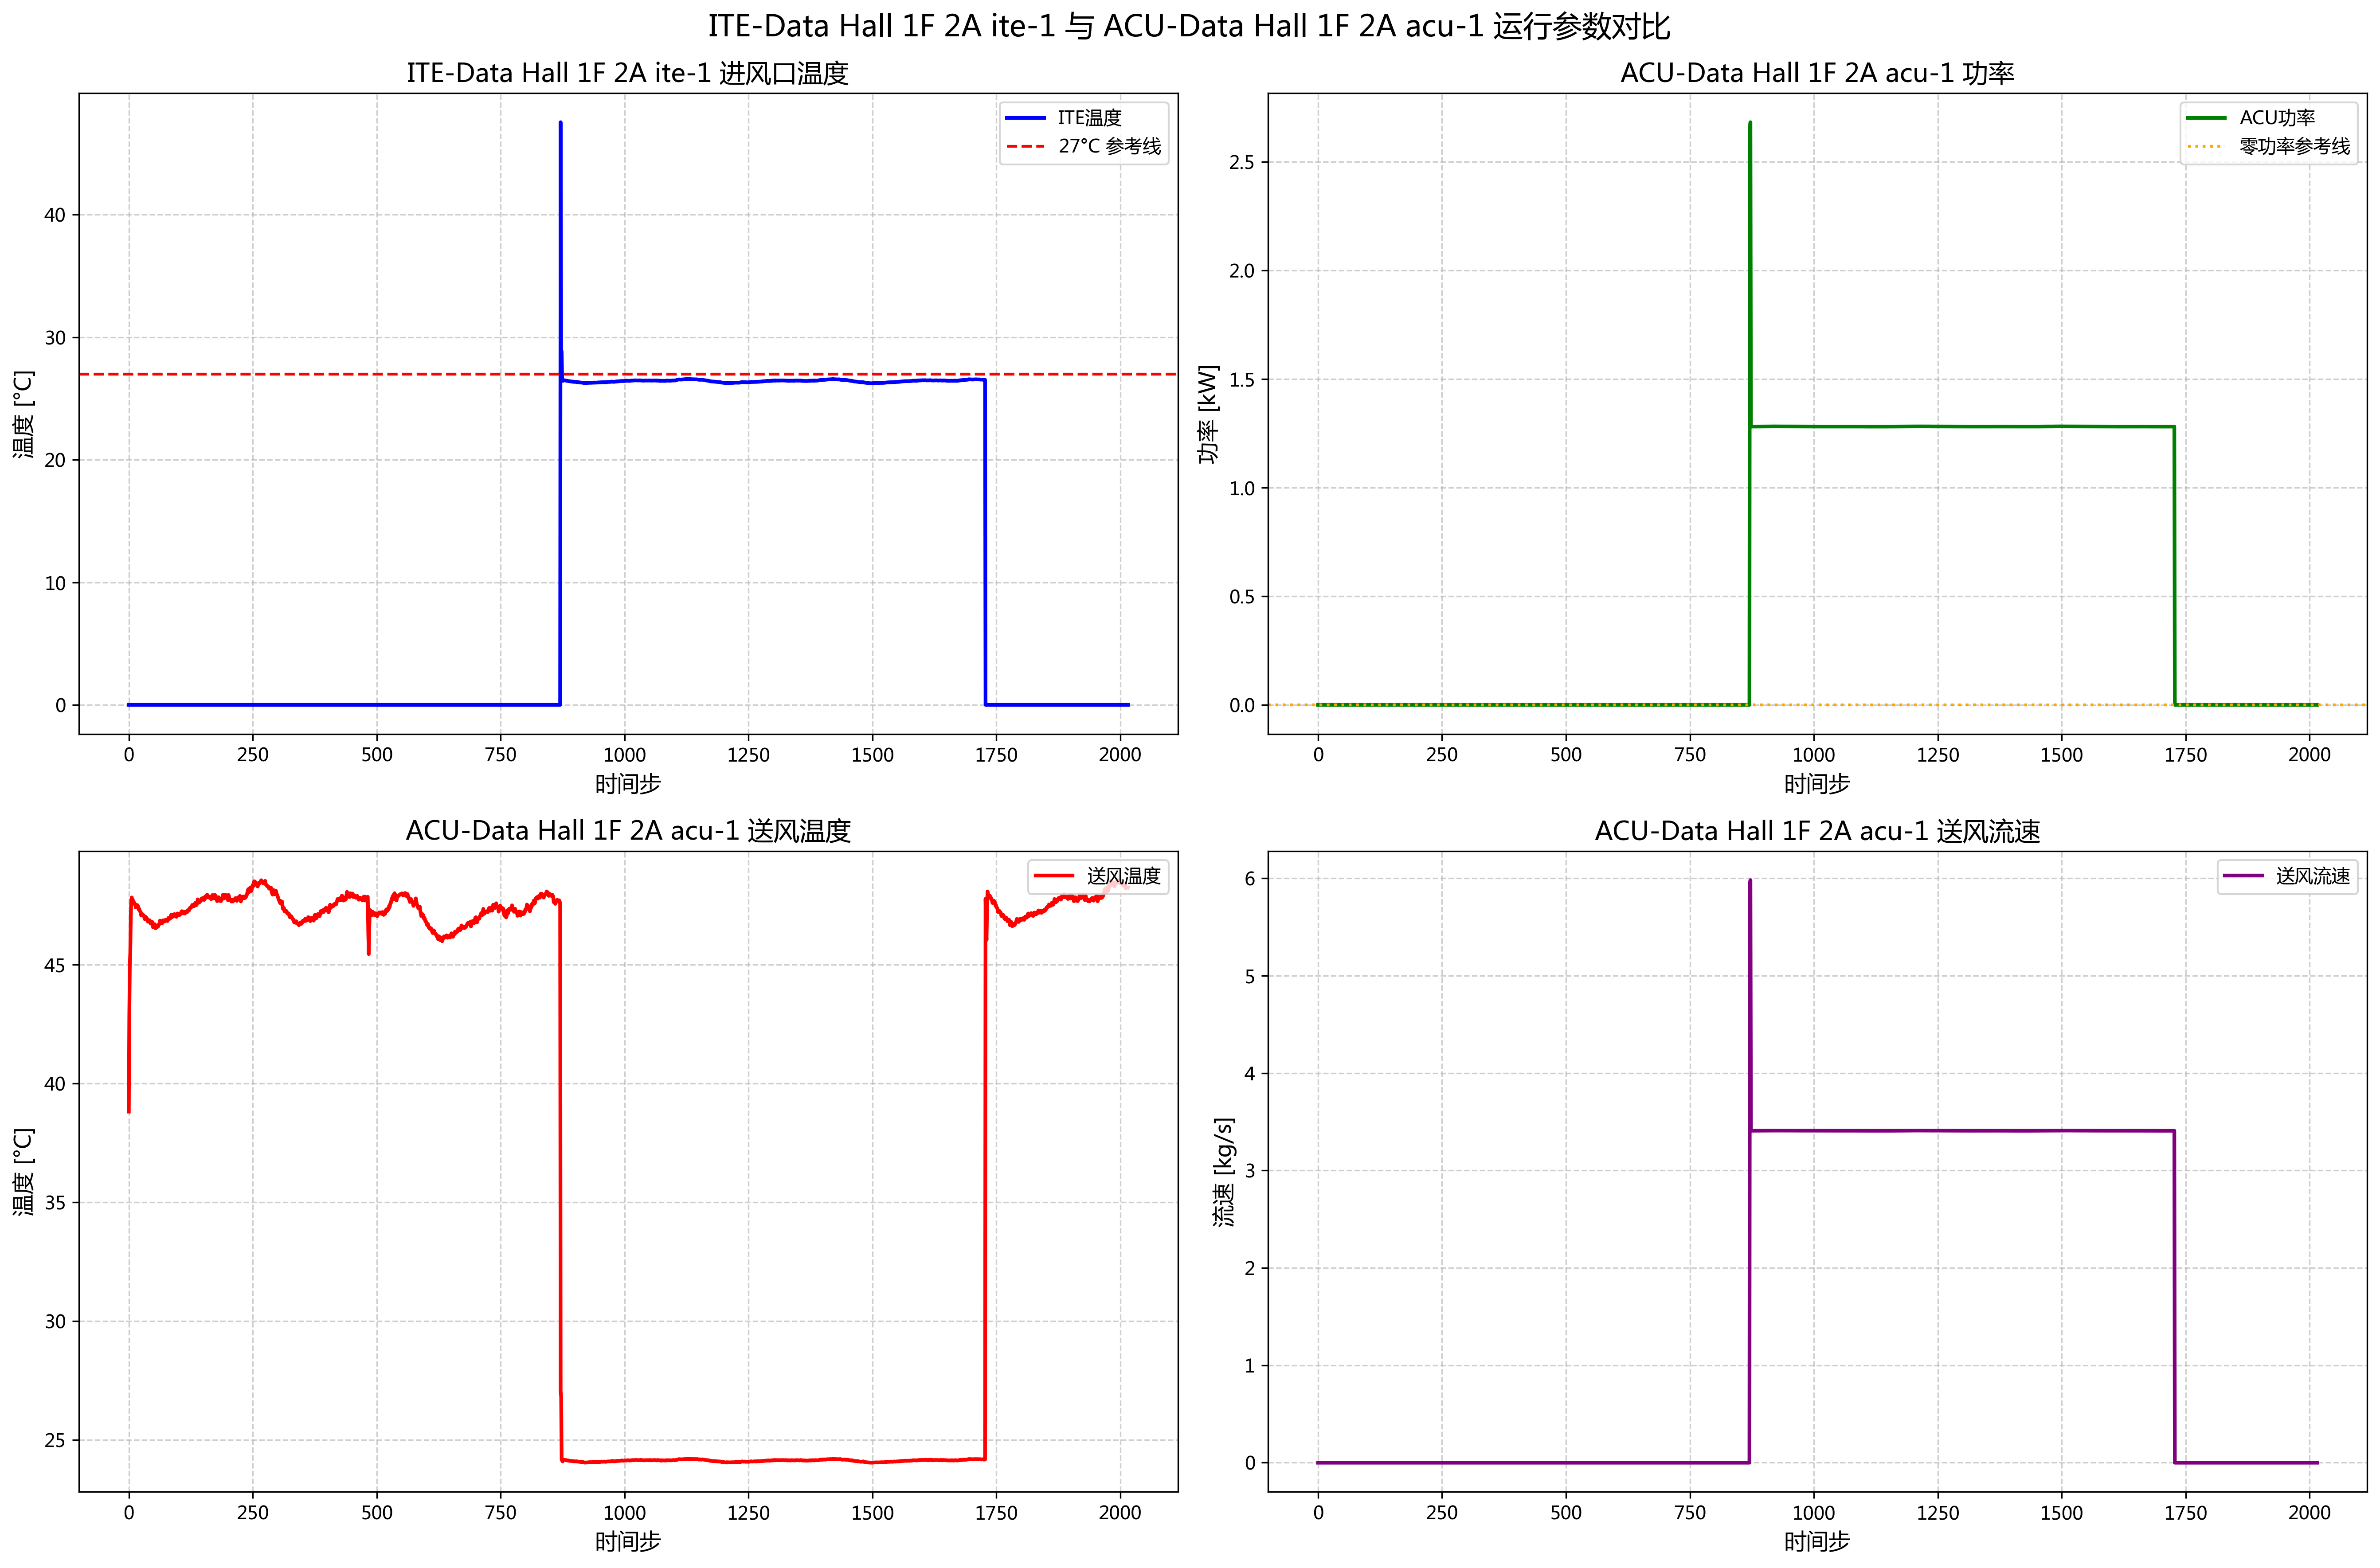 ITE-Data Hall 1F 2A ite-1 与 ACU-Data Hall 1F 2A acu-1 运行参数对比
ITE-Data Hall 1F 2A ite-1 进风口温度
ITE温度
27°C 参考线
温度 [°C]
40
30
20
10
0
0 250 500 750 1000 1250 1500 1750 2000
时间步
ACU-Data Hall 1F 2A acu-1 功率
ACU功率
零功率参考线
功率 [kW]
2.5
2.0
1.5
1.0
0.5
0.0
0 250 500 750 1000 1250 1500 1750 2000
时间步
ACU-Data Hall 1F 2A acu-1 送风温度
送风温度
温度 [°C]
45
40
35
30
25
0 250 500 750 1000 1250 1500 1750 2000
时间步
ACU-Data Hall 1F 2A acu-1 送风流速
送风流速
流速 [kg/s]
6
5
4
3
2
1
0
0 250 500 750 1000 1250 1500 1750 2000
时间步